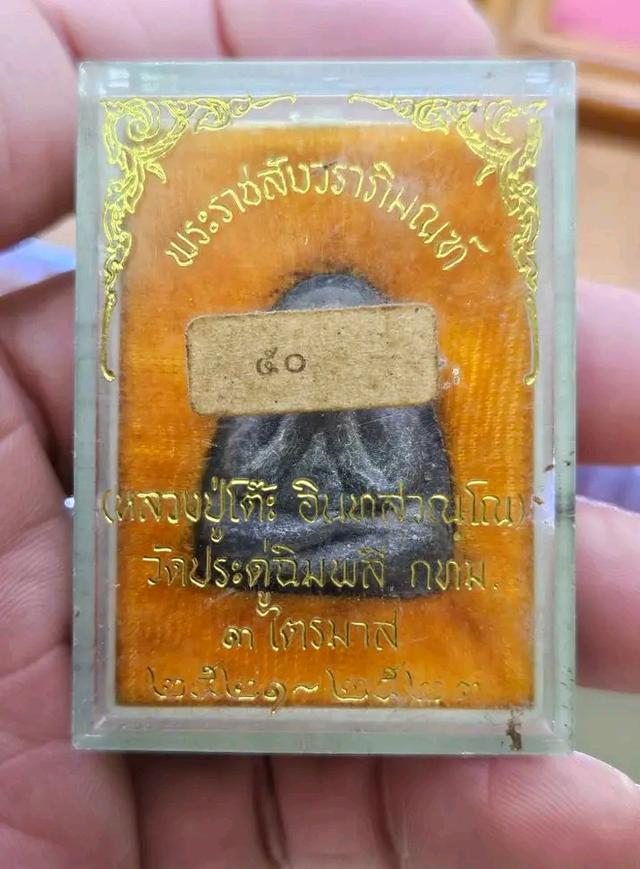 พระราชสังวราภิมณฑ์
๕๐
(หลวงปู่โต๊ะ อินทสุวณฺโณ)
วัดประดู่ฉิมพลี กทม.
๓ ไตรมาส
๒๕๒๑~๒๕๒๓